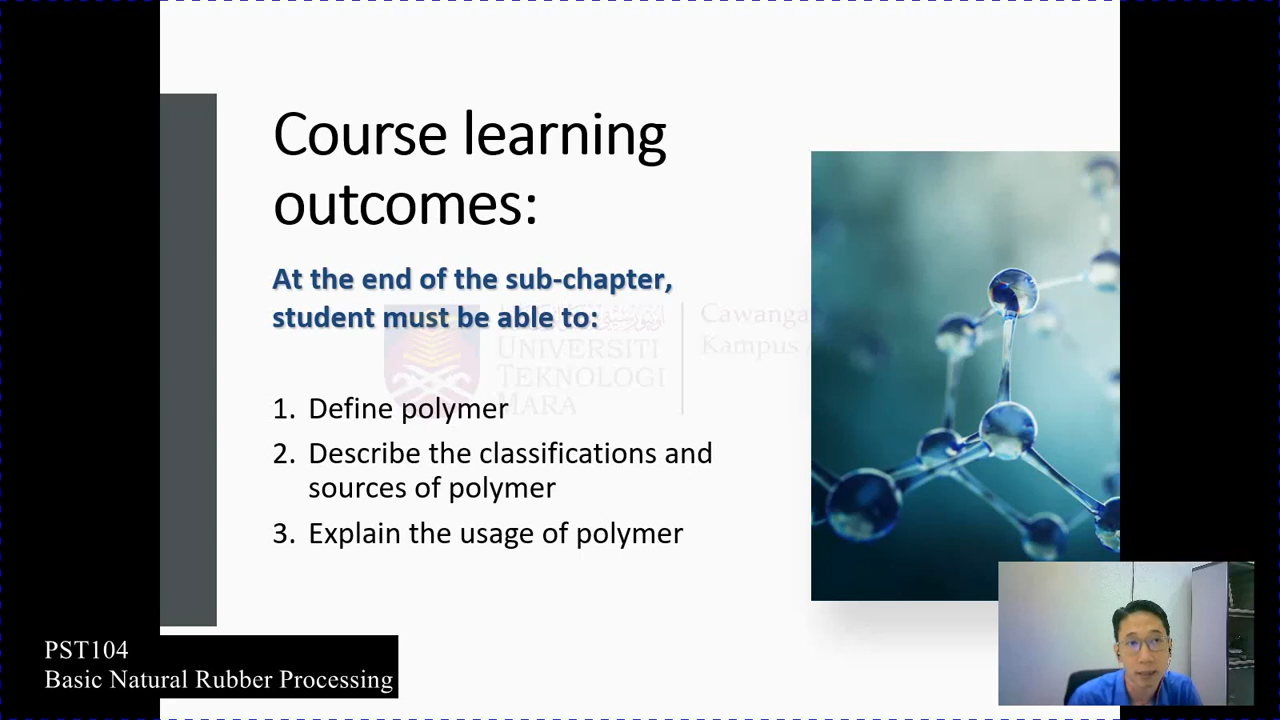 Course learning
outcomes:
At the end of the sub-chapter,
student must be able to:
Cawanga
UNIVERSITI
Kampus
TEKNOLOGI
MARA
1. Define polymer
2. Describe the classifications and
sources of polymer
3. Explain the usage of polymer
PST104
Basic Natural Rubber Processing